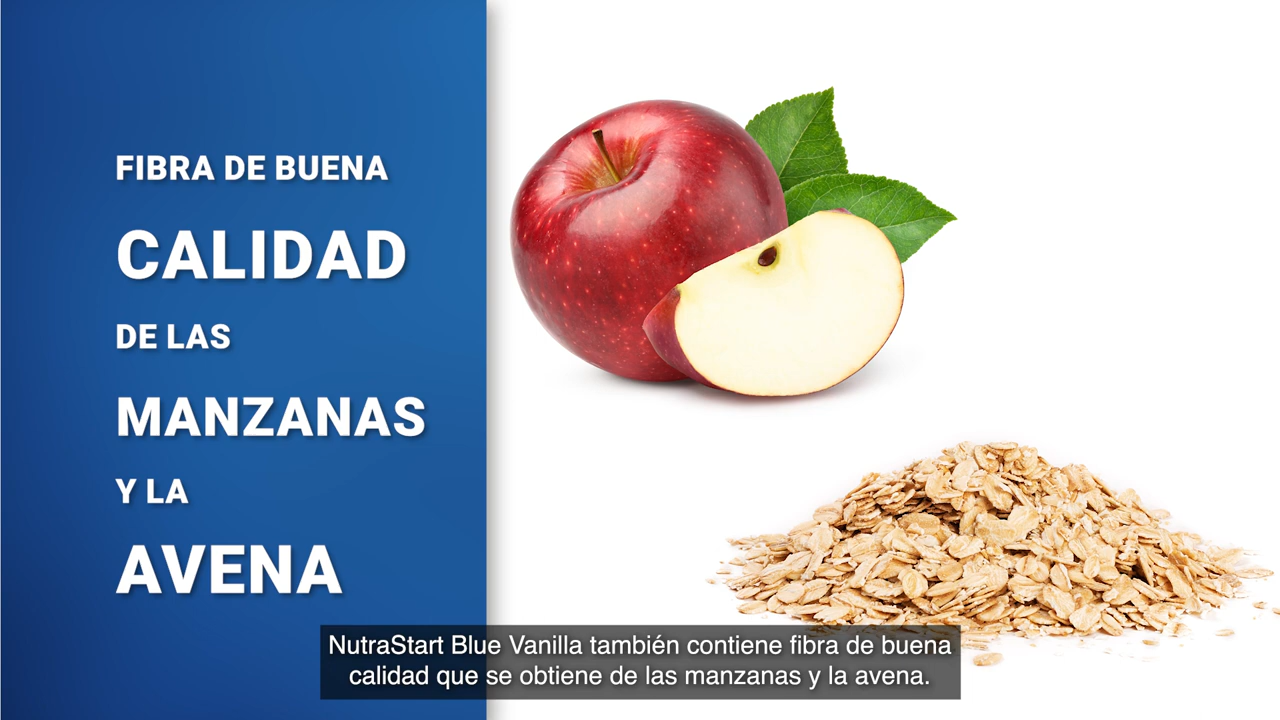 FIBRA DE BUENA
CALIDAD
DE LAS
MANZANAS
Y LA
AVENA
NutraStart Blue Vanilla también contiene fibra de buena
calidad que se obtiene de las manzanas y la avena.